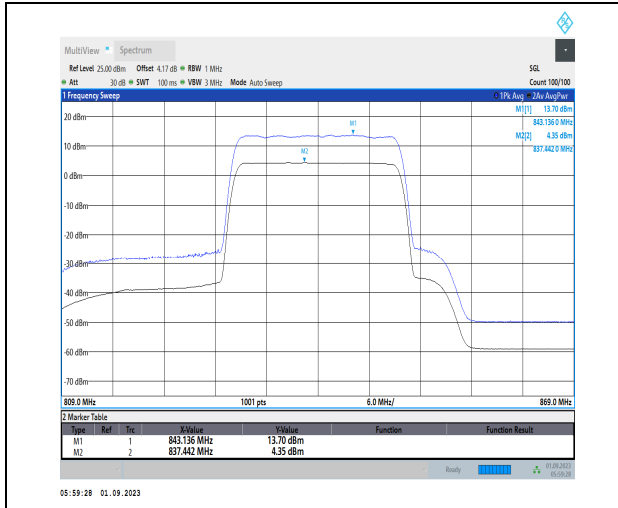 MultiView Spectrum
Ref Level 25.00 dBm Offset 4.17 dB RBW 1 MHz SGL
Att 30 dB SWT 100 ms VBW 3 MHz Mode Auto Sweep Count 100/100
1 Frequency Sweep 1Pk Avg 2Av AvgPwr
M1[1] 13.70 dBm
843.136 0 MHz
M2[2] 4.35 dBm
837.442 0 MHz
20 dBm
M1
10 dBm
M2
0 dBm
-10 dBm
-20 dBm
-30 dBm
-40 dBm
-50 dBm
-60 dBm
-70 dBm
809.0 MHz 1001 pts 6.0 MHz/ 869.0 MHz
2 Marker Table
Type Ref Trc X-Value Y-Value Function Function Result
M1 1 843.136 MHz 13.70 dBm
M2 2 837.442 MHz 4.35 dBm
Ready 01.09.2023
05:59:28
05:59:28 01.09.2023